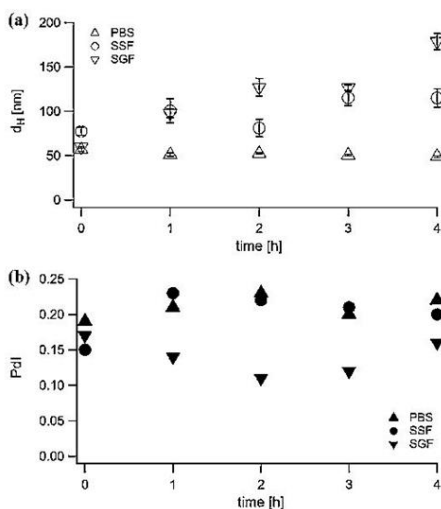 (a)
200
150
100
50
0
d_H [nm]
PBS
SSF
SGF
0 1 2 3 4
time [h]
(b)
0.25
0.20
0.15
0.10
0.05
0.00
PdI
PBS
SSF
SGF
0 1 2 3 4
time [h]